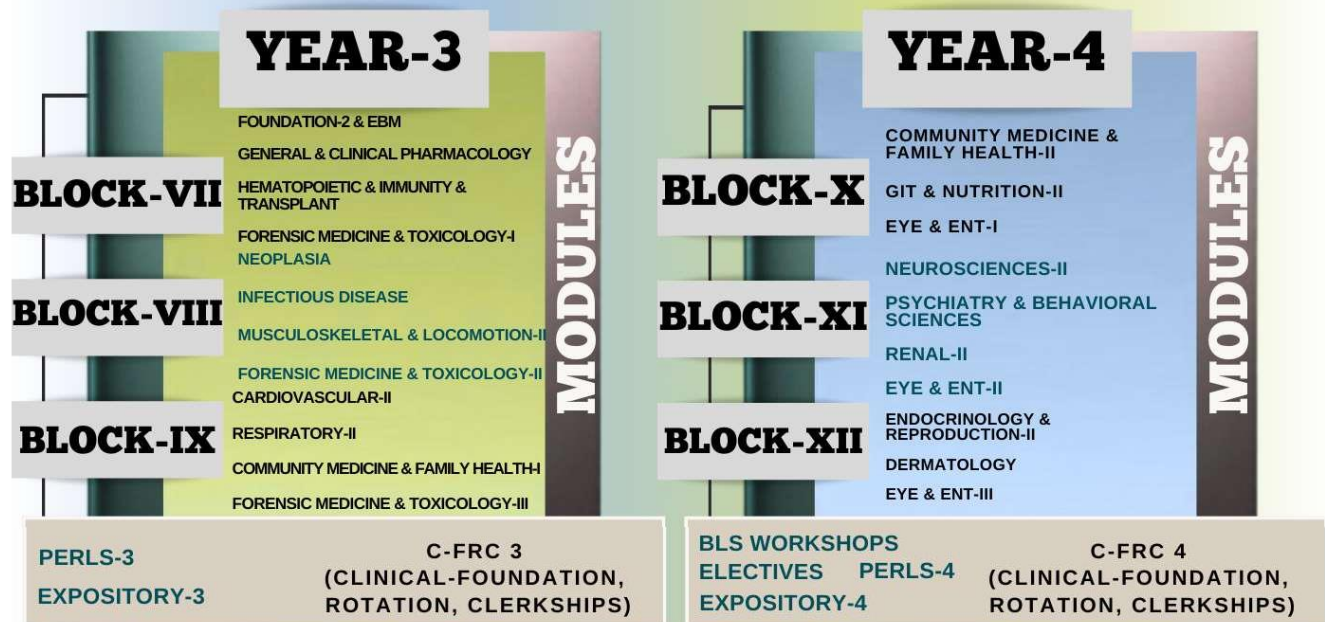 YEAR-3
FOUNDATION-2 & EBM
GENERAL & CLINICAL PHARMACOLOGY
BLOCK-VII
HEMATOPOIETIC & IMMUNITY &
TRANSPLANT
FORENSIC MEDICINE & TOXICOLOGY-I
NEOPLASIA
BLOCK-VIII
INFECTIOUS DISEASE
MUSCULOSKELETAL & LOCOMOTION-II
FORENSIC MEDICINE & TOXICOLOGY-II
CARDIOVASCULAR-II
BLOCK-IX
RESPIRATORY-II
COMMUNITY MEDICINE & FAMILY HEALTH-I
FORENSIC MEDICINE & TOXICOLOGY-III
MODULES
PERLS-3
EXPOSITORY-3
C-FRC 3
(CLINICAL-FOUNDATION,
ROTATION, CLERKSHIPS)
YEAR-4
COMMUNITY MEDICINE &
FAMILY HEALTH-II
BLOCK-X
GIT & NUTRITION-II
EYE & ENT-I
NEUROSCIENCES-II
BLOCK-XI
PSYCHIATRY & BEHAVIORAL
SCIENCES
RENAL-II
EYE & ENT-II
BLOCK-XII
ENDOCRINOLOGY &
REPRODUCTION-II
DERMATOLOGY
EYE & ENT-III
MODULES
BLS WORKSHOPS
ELECTIVES PERLS-4
EXPOSITORY-4
C-FRC 4
(CLINICAL-FOUNDATION,
ROTATION, CLERKSHIPS)